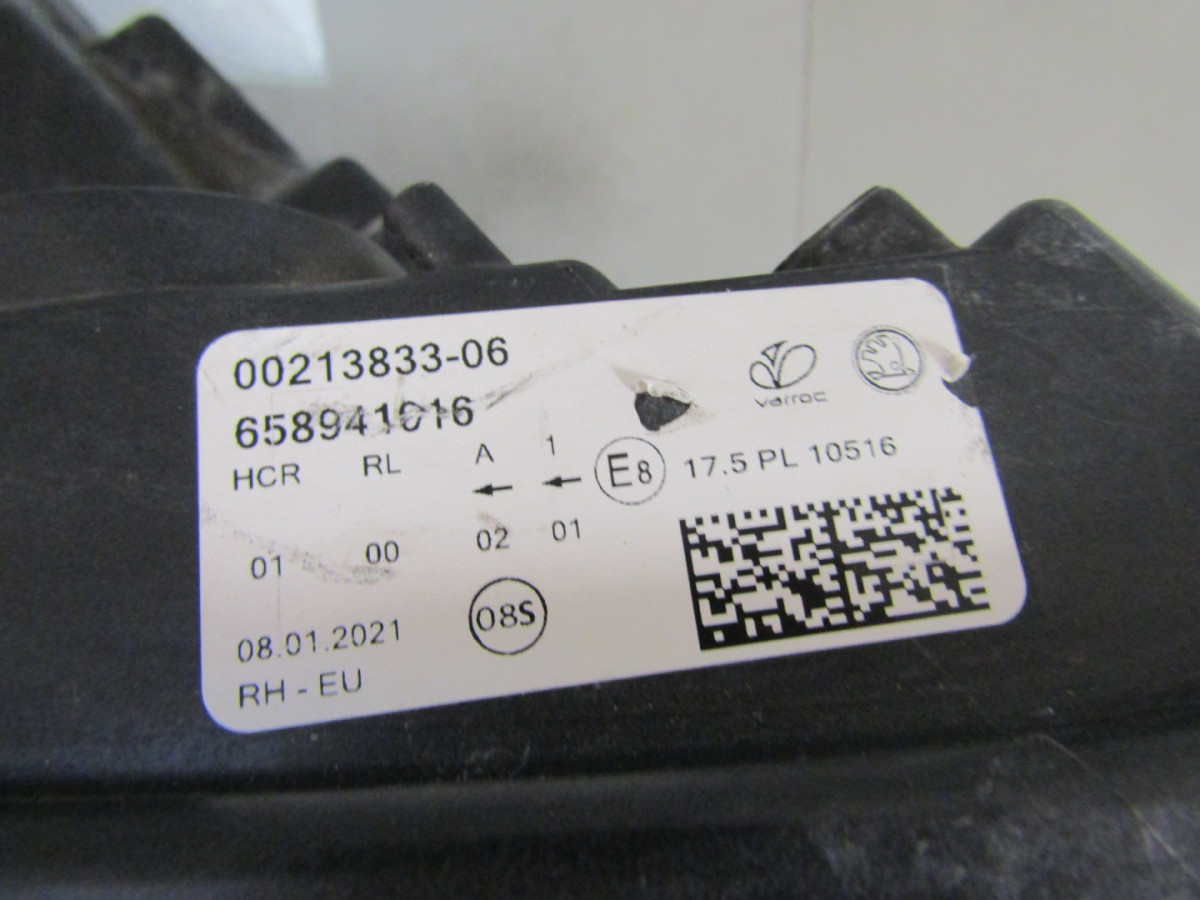 00213833-06
658941016
varroc
HCR RL A 1
← ← E8 17.5 PL 10516
01 00 02 01
08.01.2021 08S
RH - EU